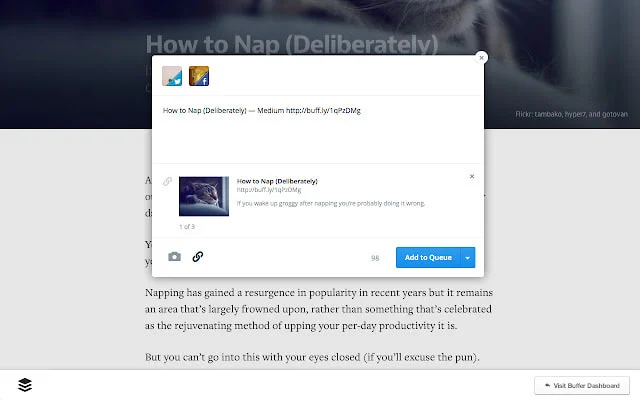 How to Nap (Deliberately)
How to Nap (Deliberately) — Medium http://buff.ly/1qPzDMg
Flickr: tambako, hyper7, and gotovan
How to Nap (Deliberately)
http://buff.ly/1qPzDMg
If you wake up groggy after napping you're probably doing it wrong.
1 of 3
98
Add to Queue
Napping has gained a resurgence in popularity in recent years but it remains
an area that's largely frowned upon, rather than something that's celebrated
as the rejuvenating method of upping your per-day productivity it is.
But you can't go into this with your eyes closed (if you'll excuse the pun).
Visit Buffer Dashboard